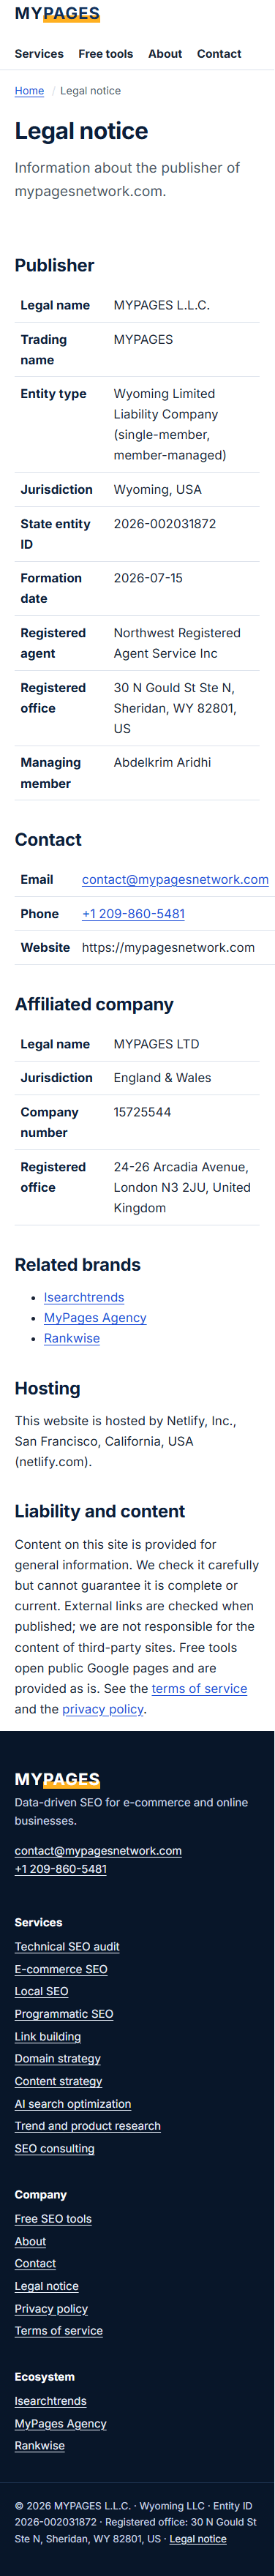 MYPAGES
Services Free tools About Contact
Home / Legal notice
Legal notice
Information about the publisher of
mypagesnetwork.com.
Publisher
Legal name MYPAGES L.L.C.
Trading MYPAGES
name
Entity type Wyoming Limited
Liability Company
(single-member,
member-managed)
Jurisdiction Wyoming, USA
State entity 2026-002031872
ID
Formation 2026-07-15
date
Registered Northwest Registered
agent Agent Service Inc
Registered 30 N Gould St Ste N,
office Sheridan, WY 82801,
US
Managing Abdelkrim Aridhi
member
Contact
Email contact@mypagesnetwork.com
Phone +1 209-860-5481
Website https://mypagesnetwork.com
Affiliated company
Legal name MYPAGES LTD
Jurisdiction England & Wales
Company 15725544
number
Registered 24-26 Arcadia Avenue,
office London N3 2JU, United
Kingdom
Related brands
• Isearchtrends
• MyPages Agency
• Rankwise
Hosting
This website is hosted by Netlify, Inc.,
San Francisco, California, USA
(netlify.com).
Liability and content
Content on this site is provided for
general information. We check it carefully
but cannot guarantee it is complete or
current. External links are checked when
published; we are not responsible for the
content of third-party sites. Free tools
open public Google pages and are
provided as is. See the terms of service
and the privacy policy.
MYPAGES
Data-driven SEO for e-commerce and online
businesses.
contact@mypagesnetwork.com
+1 209-860-5481
Services
Technical SEO audit
E-commerce SEO
Local SEO
Programmatic SEO
Link building
Domain strategy
Content strategy
AI search optimization
Trend and product research
SEO consulting
Company
Free SEO tools
About
Contact
Legal notice
Privacy policy
Terms of service
Ecosystem
Isearchtrends
MyPages Agency
Rankwise
© 2026 MYPAGES L.L.C. · Wyoming LLC · Entity ID
2026-002031872 · Registered office: 30 N Gould St
Ste N, Sheridan, WY 82801, US · Legal notice